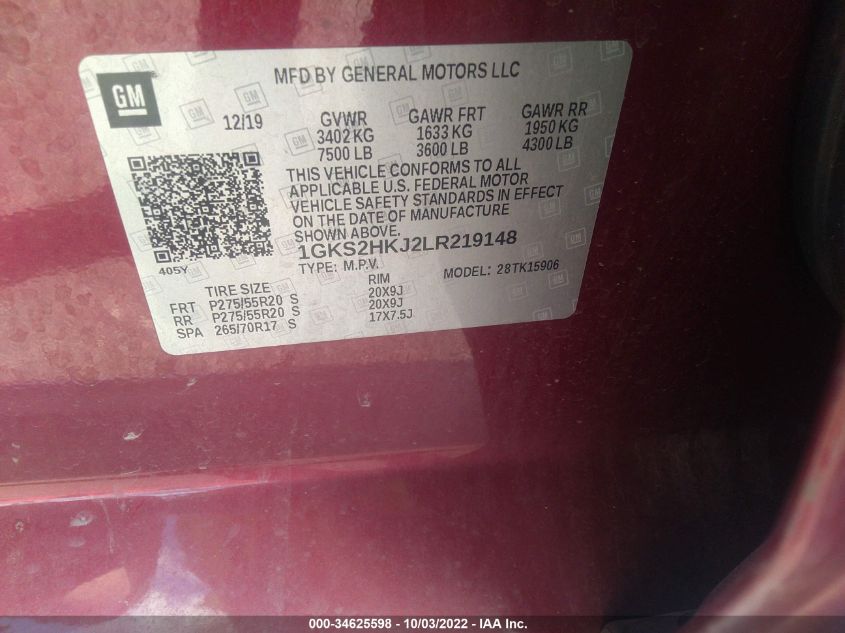 GM
MFD BY GENERAL MOTORS LLC
12/19
GVWR GAWR FRT GAWR RR
3402 KG 1633 KG 1950 KG
7500 LB 3600 LB 4300 LB
THIS VEHICLE CONFORMS TO ALL
APPLICABLE U.S. FEDERAL MOTOR
VEHICLE SAFETY STANDARDS IN EFFECT
ON THE DATE OF MANUFACTURE
SHOWN ABOVE.
1GKS2HKJ2LR219148
405Y
TYPE: M.P.V. MODEL: 28TK15906
TIRE SIZE RIM
FRT P275/55R20 S 20X9J
RR P275/55R20 S 20X9J
SPA 265/70R17 S 17X7.5J
000-34625598 - 10/03/2022 - IAA Inc.